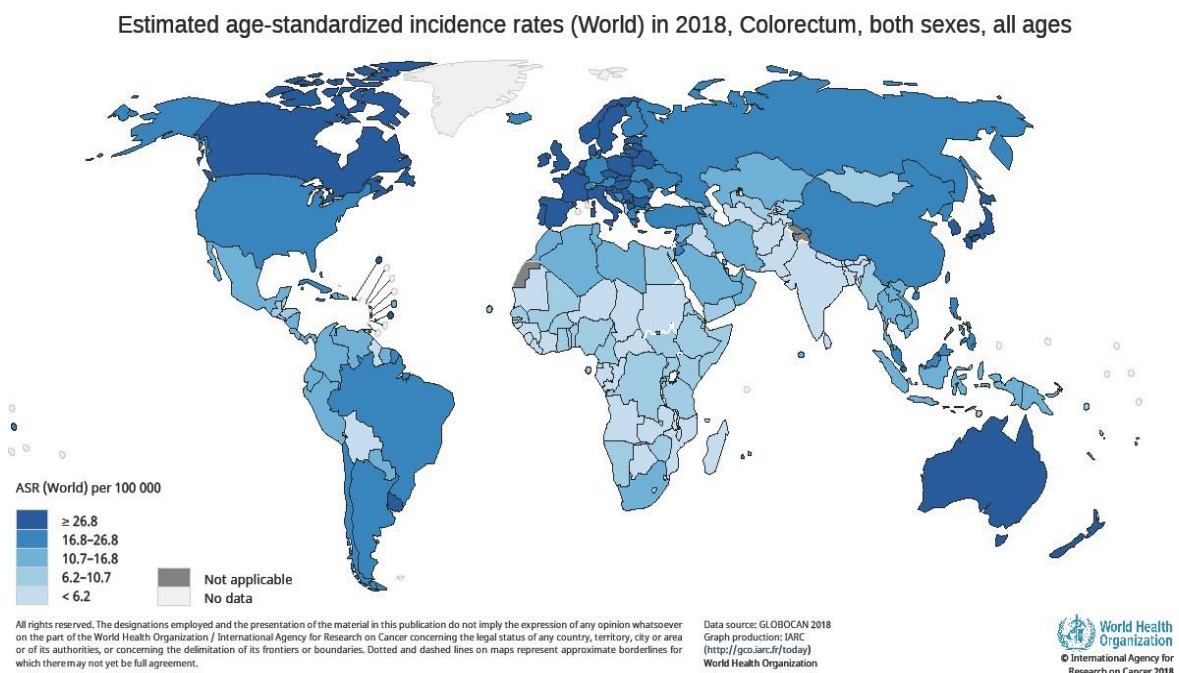 Estimated age-standardized incidence rates (World) in 2018, Colorectum, both sexes, all ages
ASR (World) per 100 000
≥ 26.8
16.8–26.8
10.7–16.8
6.2–10.7
< 6.2
Not applicable
No data
All rights reserved. The designations employed and the presentation of the material in this publication do not imply the expression of any opinion whatsoever
on the part of the World Health Organization / International Agency for Research on Cancer concerning the legal status of any country, territory, city or area
or of its authorities, or concerning the delimitation of its frontiers or boundaries. Dotted and dashed lines on maps represent approximate borderlines for
which there may not yet be full agreement.
Data source: GLOBOCAN 2018
Graph production: IARC
(http://gco.iarc.fr/today)
World Health Organization
World Health
Organization
© International Agency for
Research on Cancer 2018